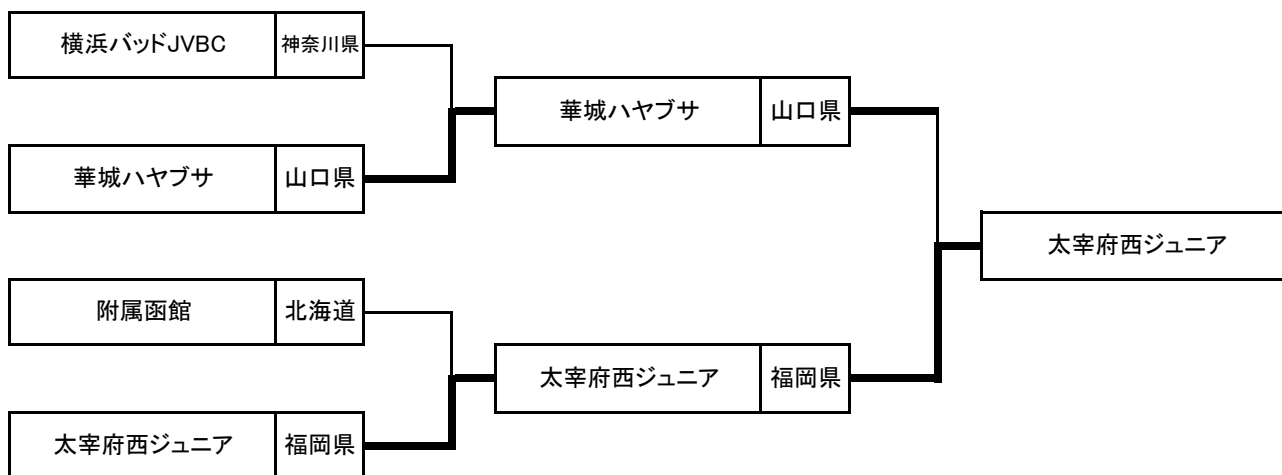 横浜バッドJVBC 神奈川県
華城ハヤブサ 山口県
華城ハヤブサ 山口県
太宰府西ジュニア
附属函館 北海道
太宰府西ジュニア 福岡県
太宰府西ジュニア 福岡県